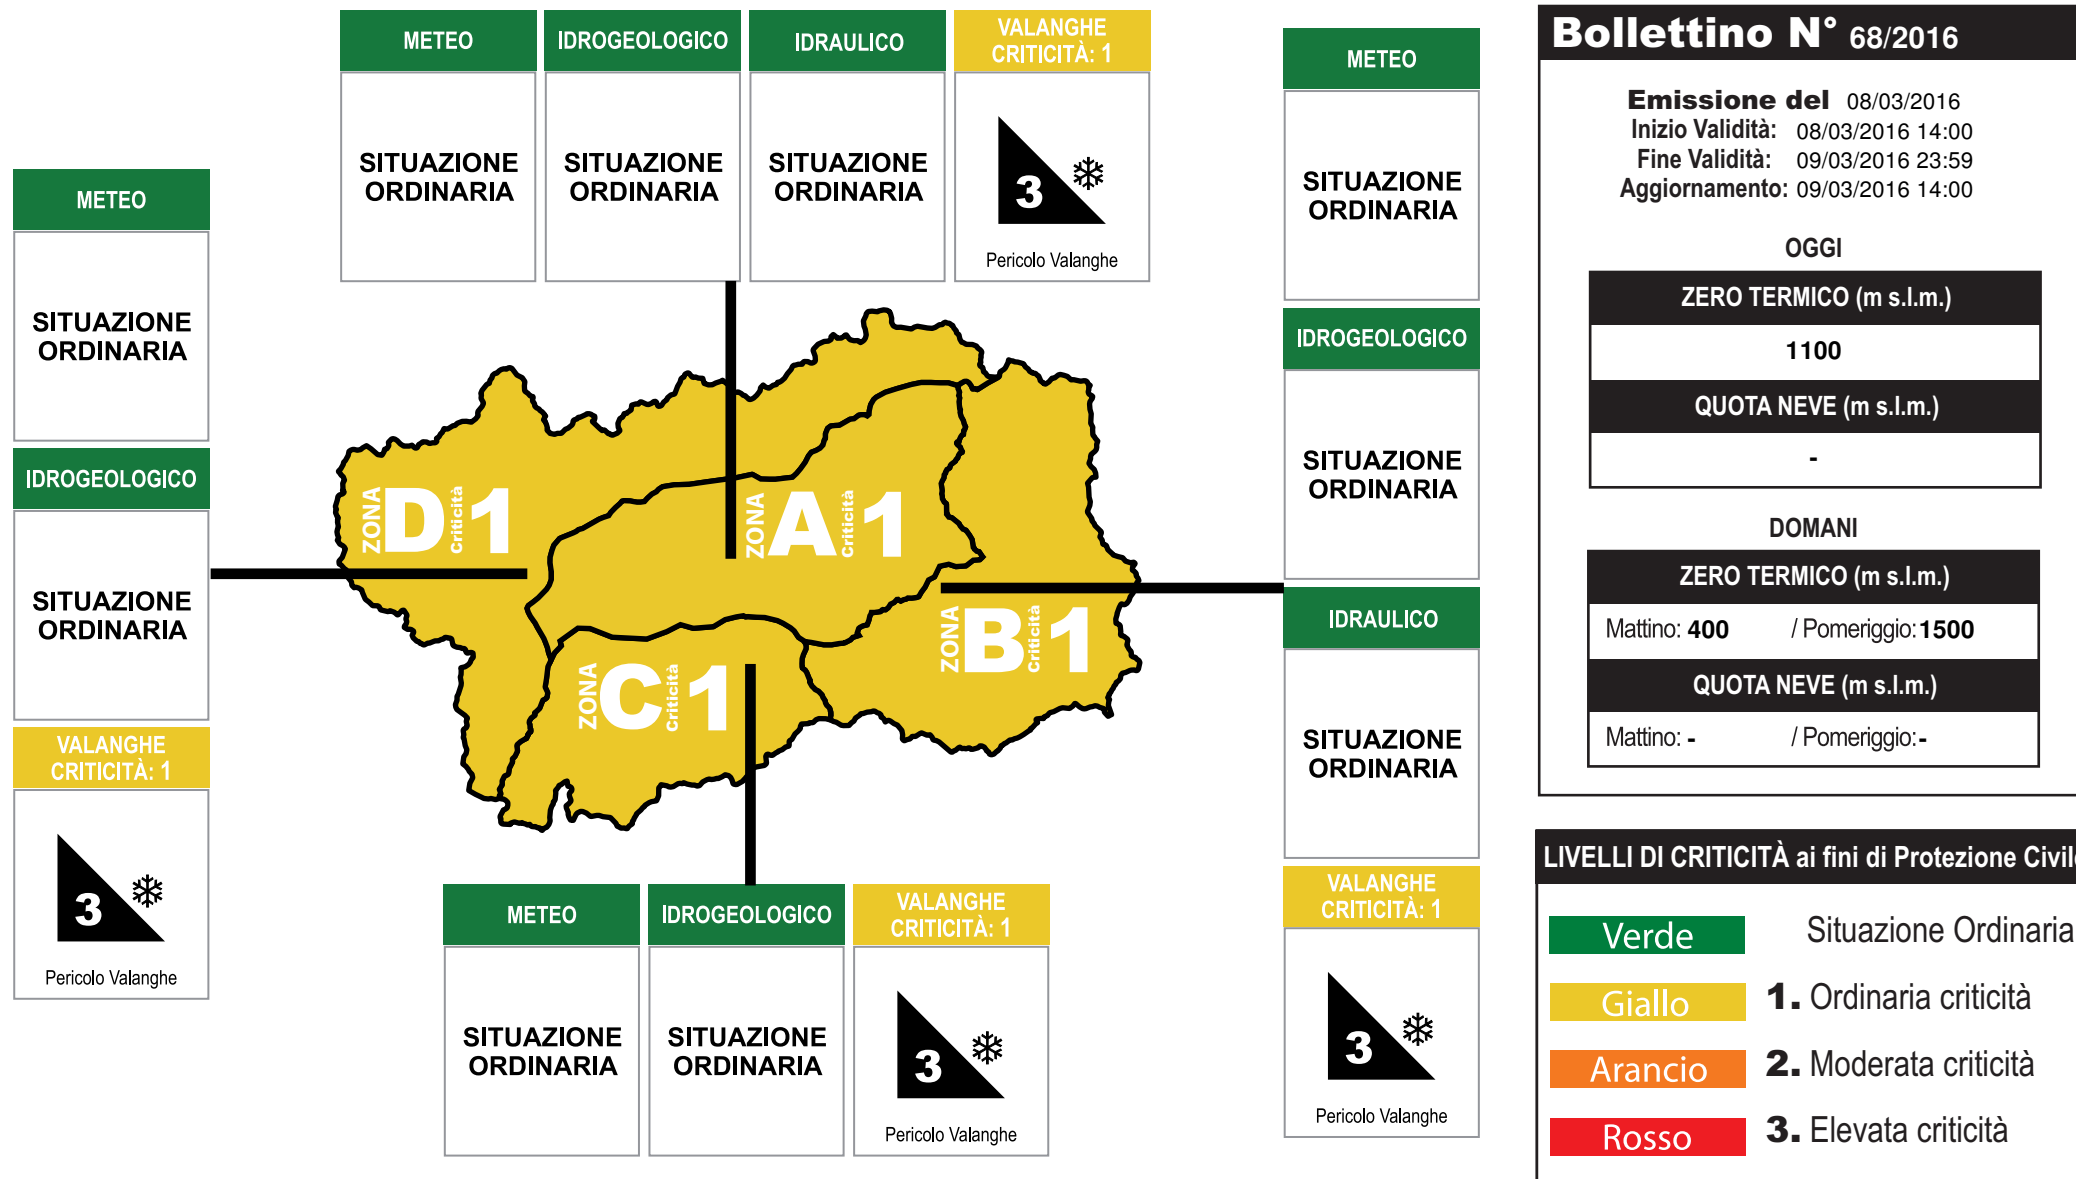 METEO
SITUAZIONE
ORDINARIA
IDROGEOLOGICO
SITUAZIONE
ORDINARIA
IDRAULICO
SITUAZIONE
ORDINARIA
VALANGHE
CRITICITÀ: 1
3
Pericolo Valanghe
METEO
SITUAZIONE
ORDINARIA
IDROGEOLOGICO
SITUAZIONE
ORDINARIA
VALANGHE
CRITICITÀ: 1
3
Pericolo Valanghe
ZONA D Criticità 1
ZONA A Criticità 1
ZONA B Criticità 1
ZONA C Criticità 1
METEO
SITUAZIONE
ORDINARIA
IDROGEOLOGICO
SITUAZIONE
ORDINARIA
VALANGHE
CRITICITÀ: 1
3
Pericolo Valanghe
METEO
SITUAZIONE
ORDINARIA
IDROGEOLOGICO
SITUAZIONE
ORDINARIA
IDRAULICO
SITUAZIONE
ORDINARIA
VALANGHE
CRITICITÀ: 1
3
Pericolo Valanghe
Bollettino N° 68/2016
Emissione del 08/03/2016
Inizio Validità: 08/03/2016 14:00
Fine Validità: 09/03/2016 23:59
Aggiornamento: 09/03/2016 14:00
OGGI
ZERO TERMICO (m s.l.m.)
1100
QUOTA NEVE (m s.l.m.)
-
DOMANI
ZERO TERMICO (m s.l.m.)
Mattino: 400 / Pomeriggio: 1500
QUOTA NEVE (m s.l.m.)
Mattino: - / Pomeriggio: -
LIVELLI DI CRITICITÀ ai fini di Protezione Civile
Verde Situazione Ordinaria
Giallo 1. Ordinaria criticità
Arancio 2. Moderata criticità
Rosso 3. Elevata criticità